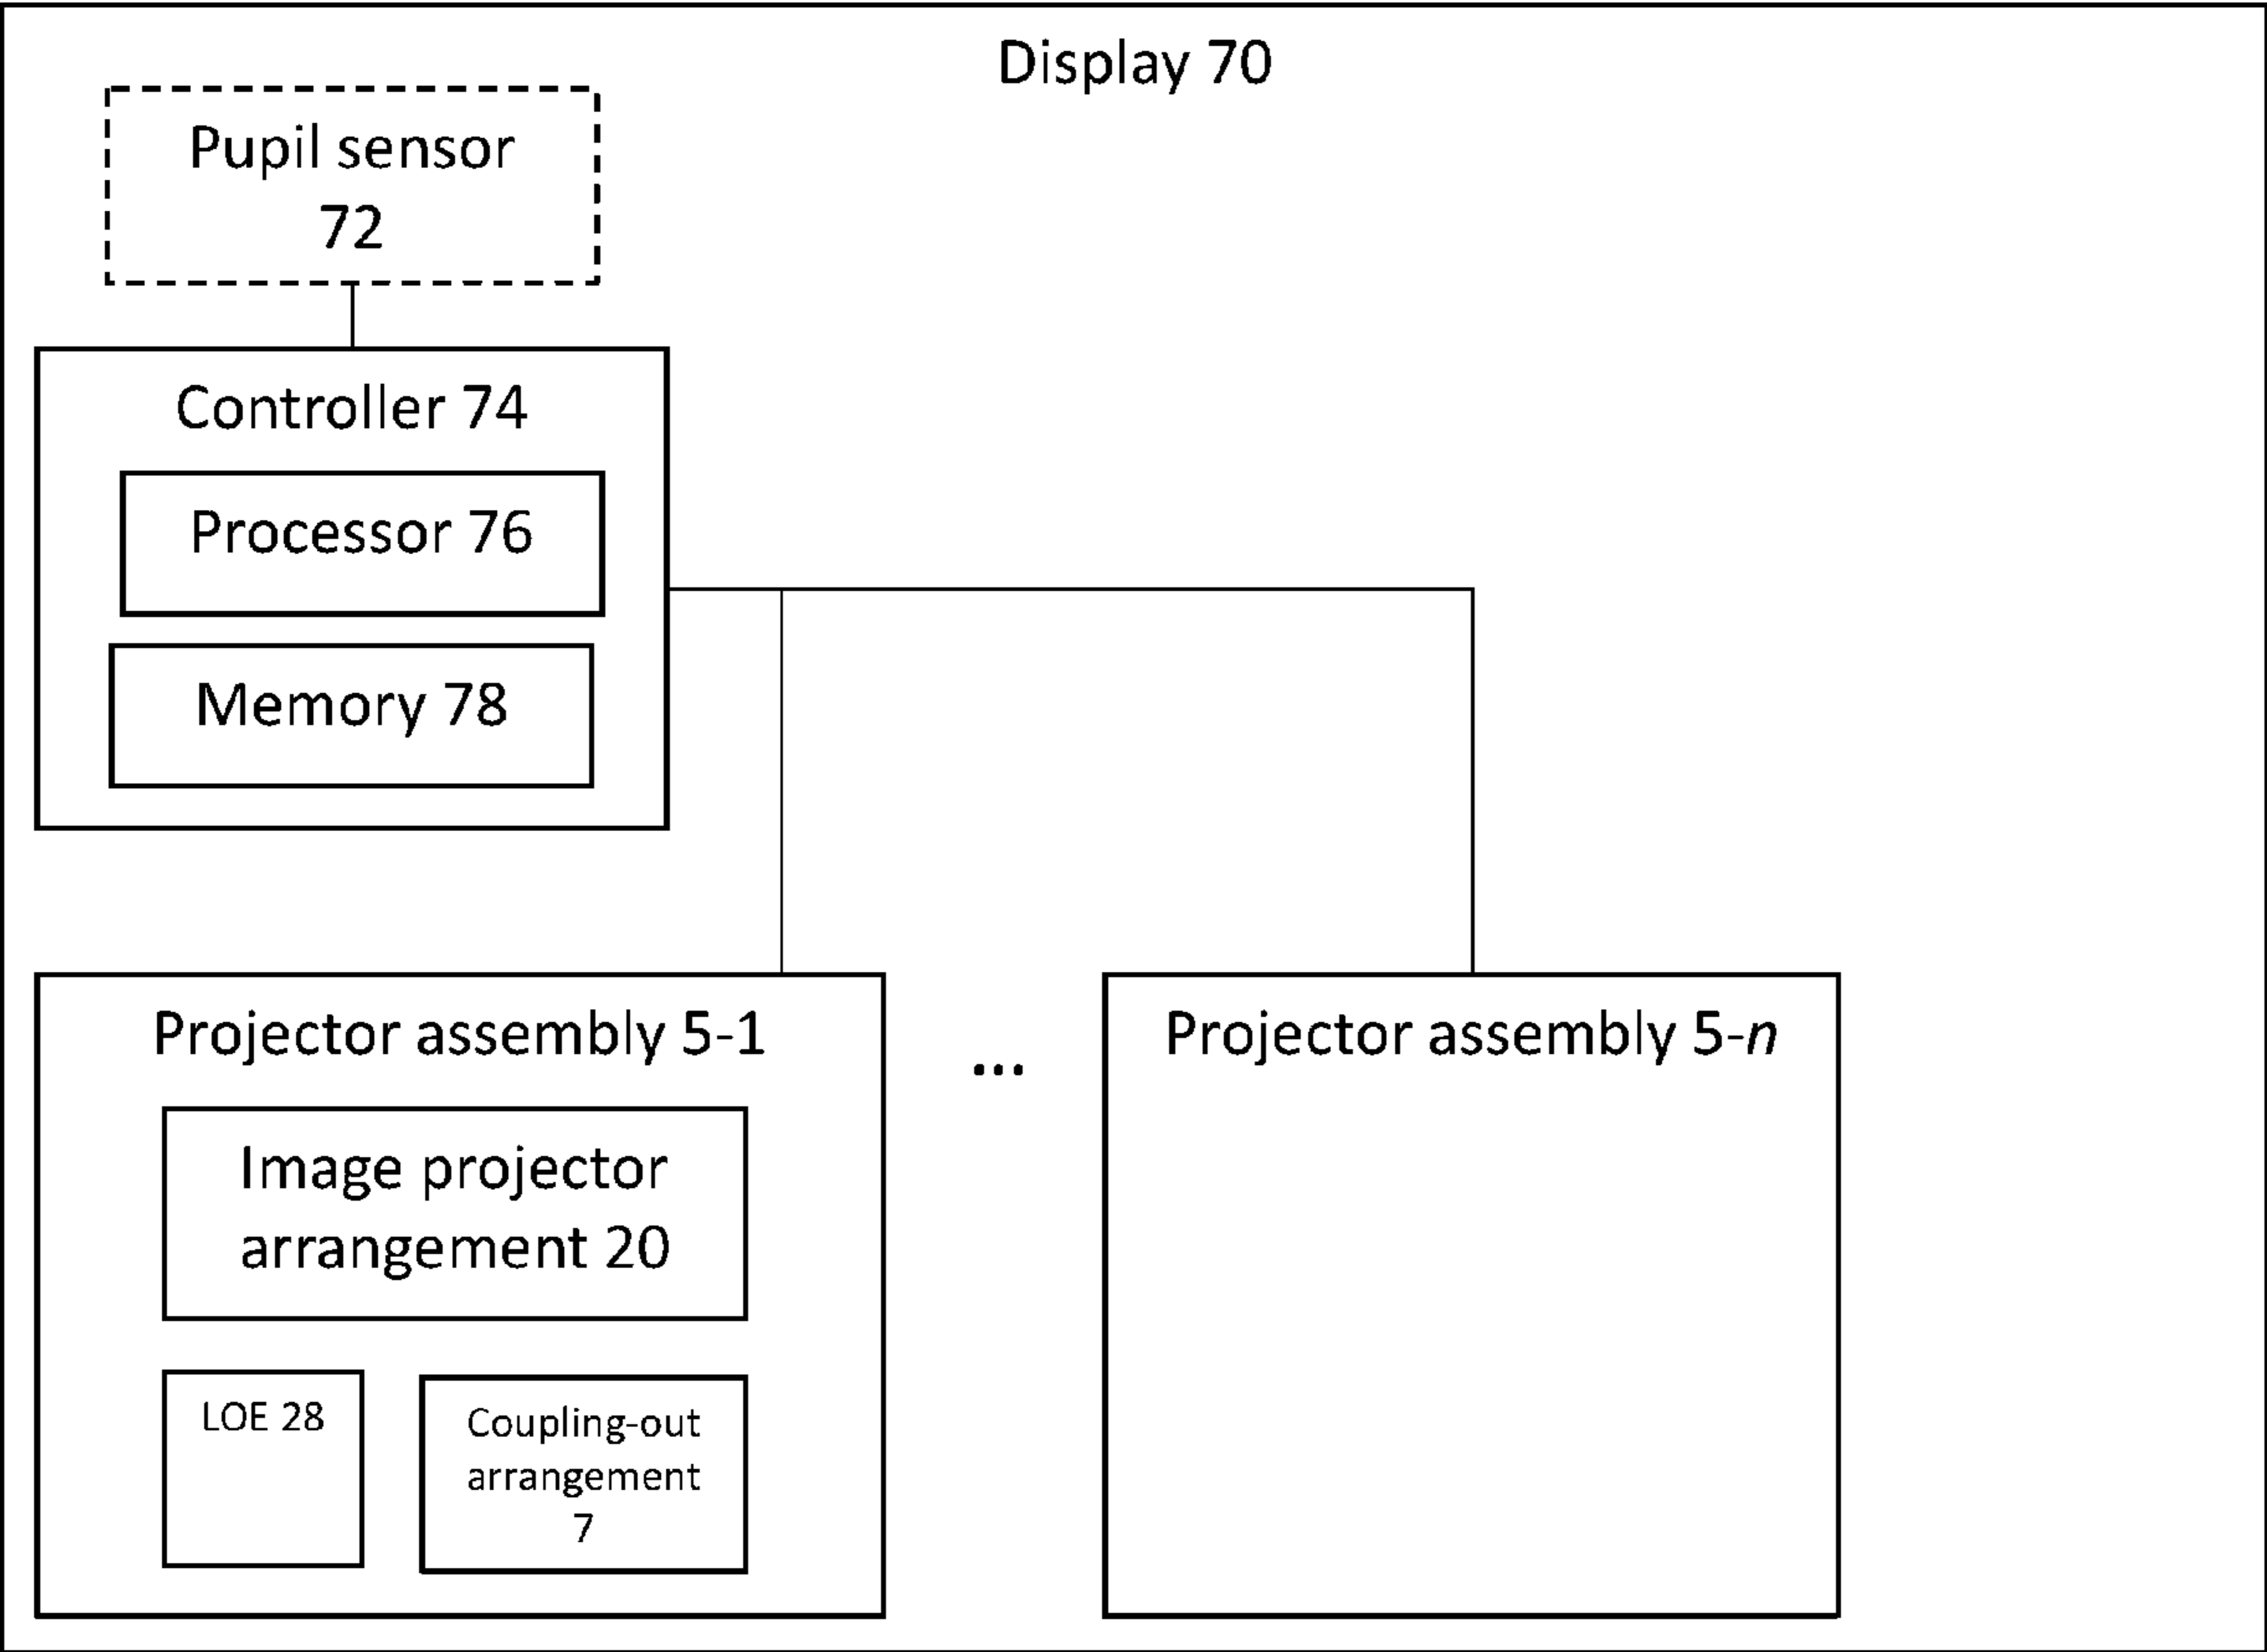 Display 70
Pupil sensor
72
Controller 74
Processor 76
Memory 78
Projector assembly 5-1
...
Projector assembly 5-n
Image projector
arrangement 20
LOE 28
Coupling-out
arrangement
7